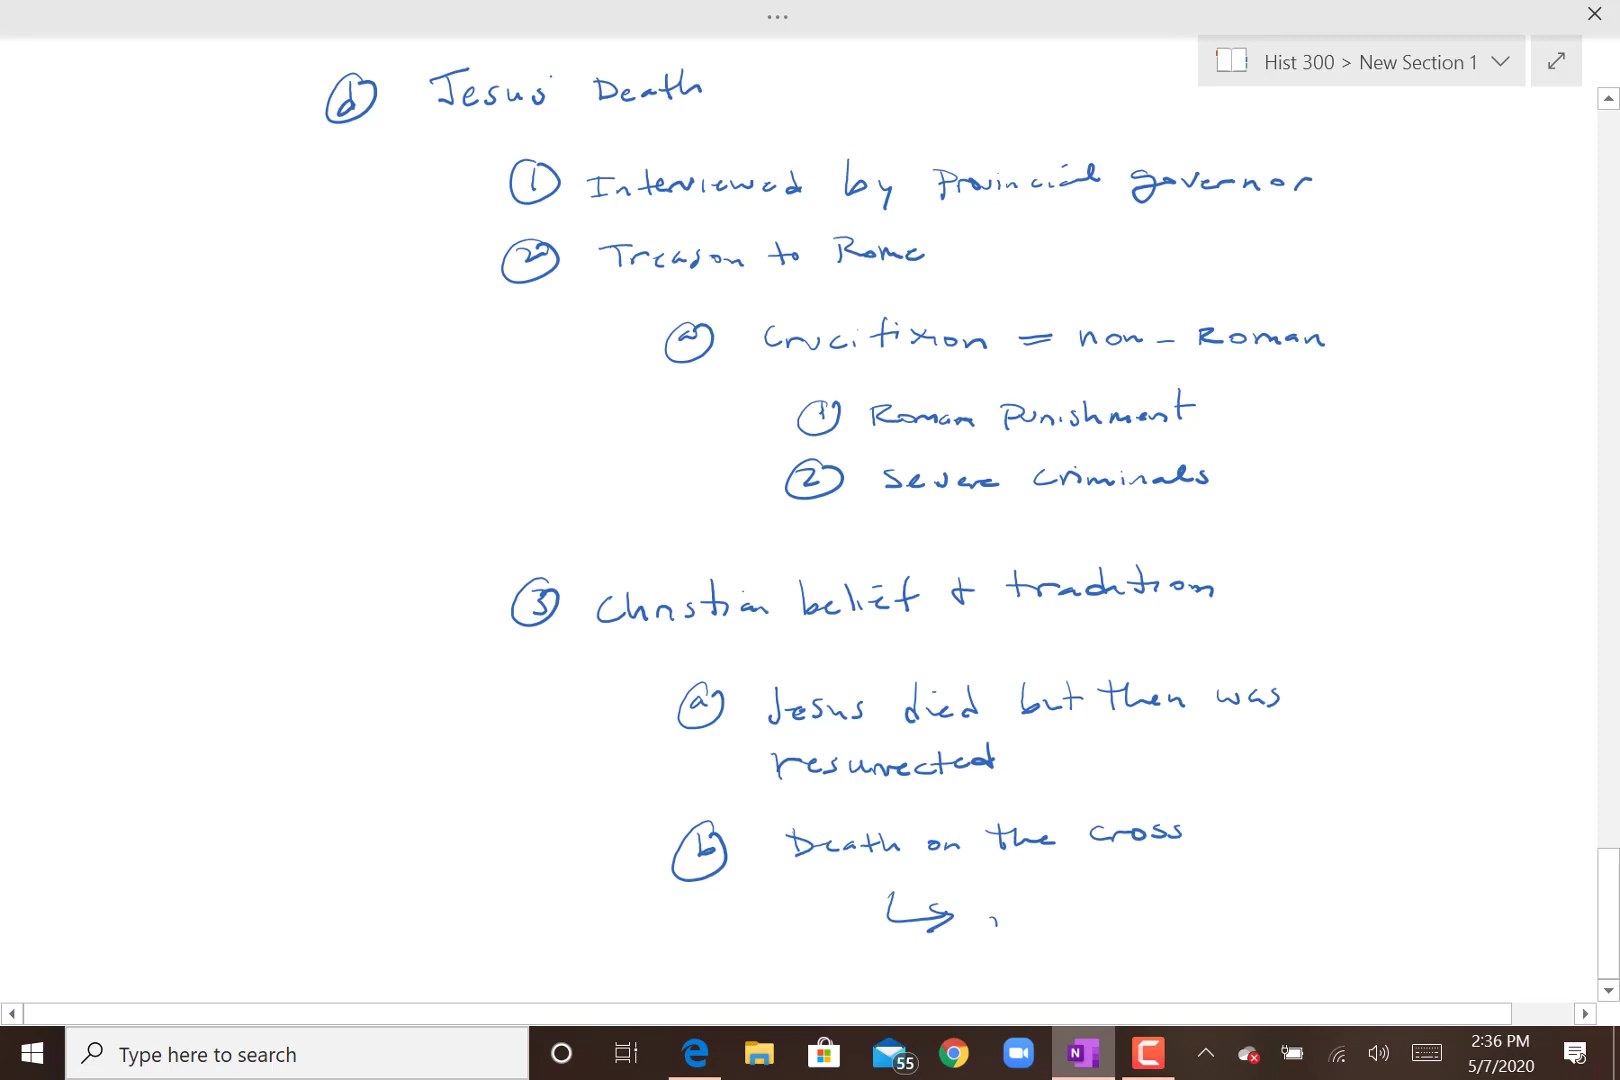 Hist 300 > New Section 1
d Jesus' Death
1 Interviewed by Provincial governor
2 Treason to Rome
a Crucifixion = non-Roman
1 Roman Punishment
2 Severe Criminals
3 Christian belief & tradition
a Jesus died but then was
resurrected
b Death on the cross
Type here to search
55
2:36 PM
5/7/2020